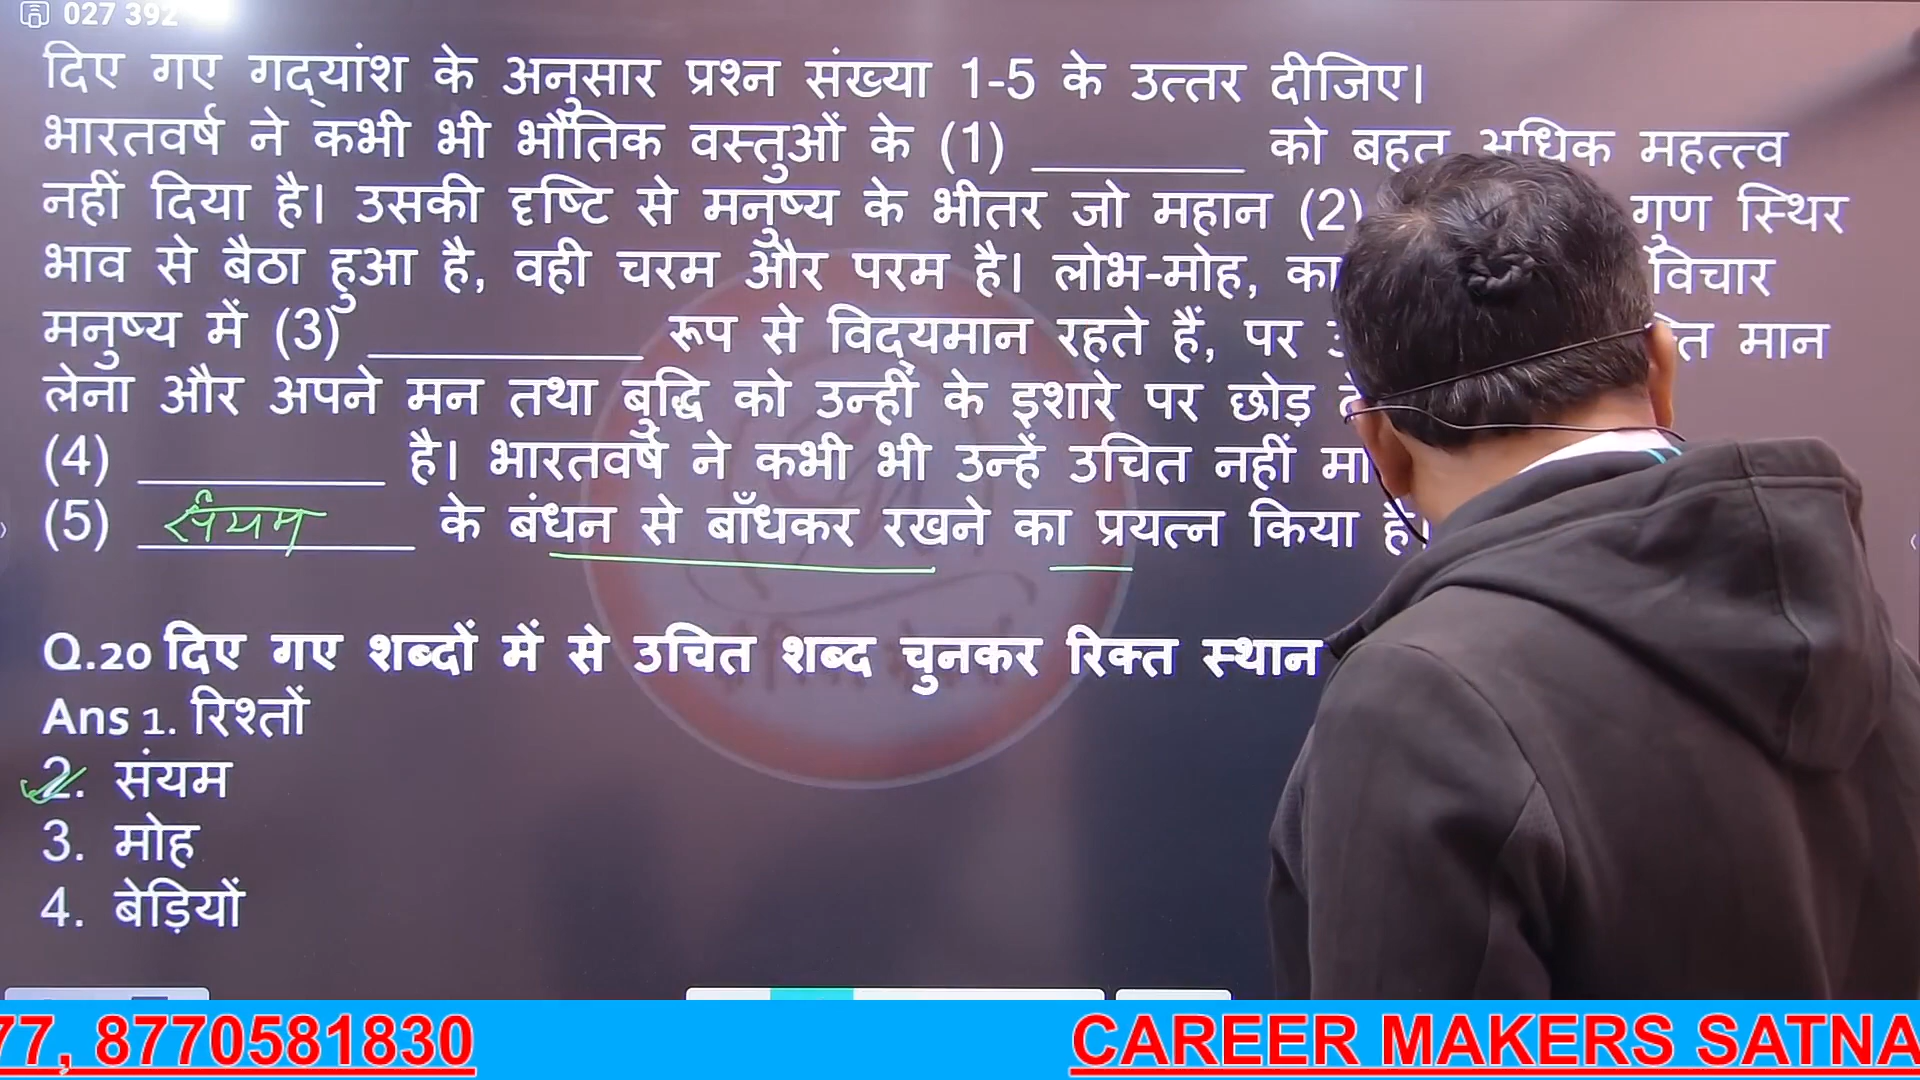 027 392
दिए गए गद्यांश के अनुसार प्रश्न संख्या 1-5 के उत्तर दीजिए।
भारतवर्ष ने कभी भी भौतिक वस्तुओं के (1) ________ को बहुत अधिक महत्त्व
नहीं दिया है। उसकी दृष्टि से मनुष्य के भीतर जो महान (2) गुण स्थिर
भाव से बैठा हुआ है, वही चरम और परम है। लोभ-मोह, विचार
मनुष्य में (3) __________ रूप से विद्यमान रहते हैं, पर मान
लेना और अपने मन तथा बुद्धि को उन्हीं के इशारे पर छोड़
(4) _________ है। भारतवर्ष ने कभी भी उन्हें उचित नहीं
(5) संयम के बंधन से बाँधकर रखने का प्रयत्न किया है।
Q.20 दिए गए शब्दों में से उचित शब्द चुनकर रिक्त स्थान
Ans 1. रिश्तों
2. संयम
3. मोह
4. बेड़ियों
77, 8770581830 CAREER MAKERS SATNA